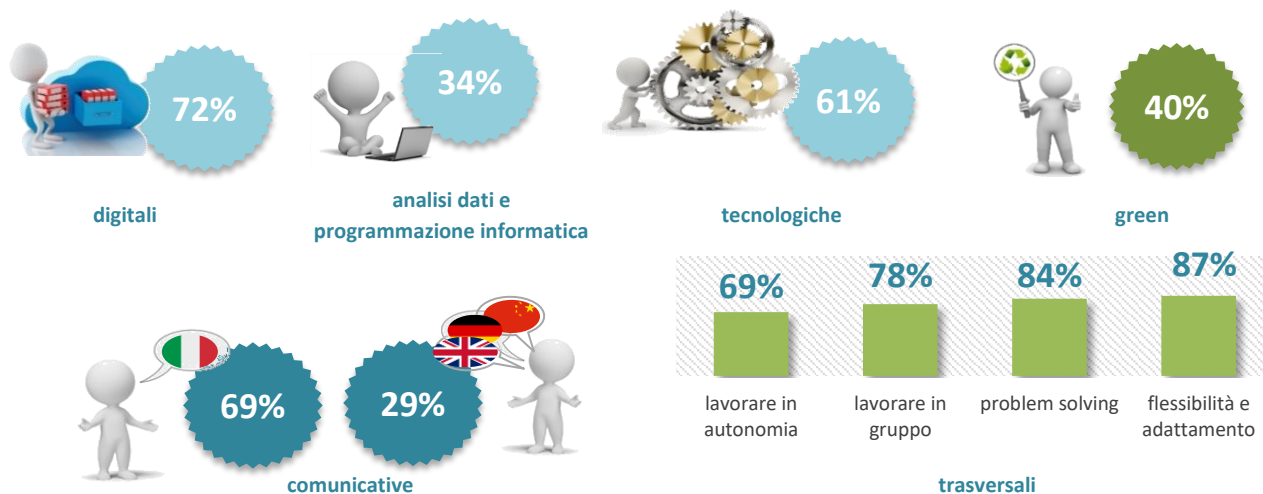 72%
34%
61%
40%
digitali
analisi dati e
programmazione informatica
tecnologiche
green
69%
29%
comunicative
69%
78%
84%
87%
lavorare in
autonomia
lavorare in
gruppo
problem solving
flessibilità e
adattamento
trasversali